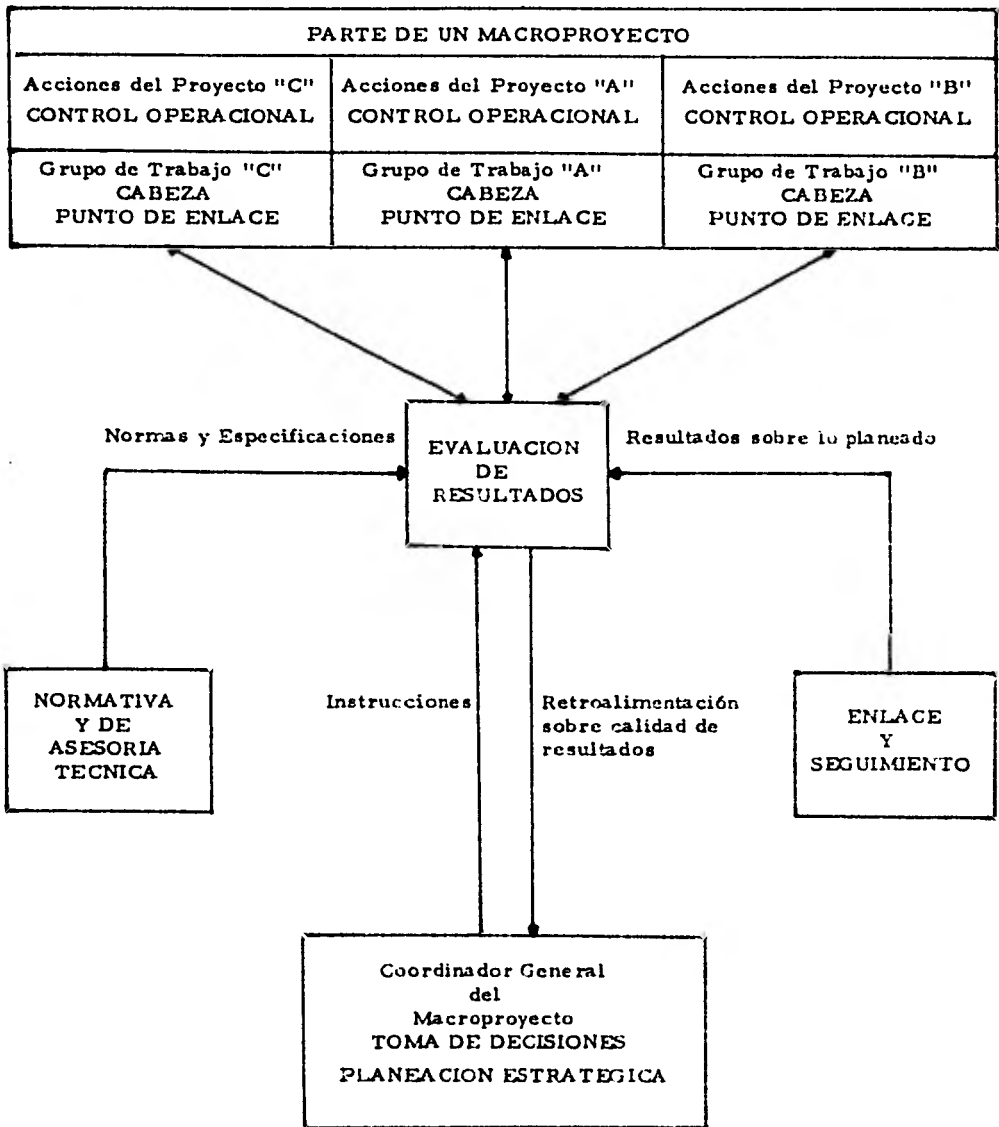 PARTE DE UN MACROPROYECTO
Acciones del Proyecto "C"
CONTROL OPERACIONAL
Acciones del Proyecto "A"
CONTROL OPERACIONAL
Acciones del Proyecto "B"
CONTROL OPERACIONAL
Grupo de Trabajo "C"
CABEZA
PUNTO DE ENLACE
Grupo de Trabajo "A"
CABEZA
PUNTO DE ENLACE
Grupo de Trabajo "B"
CABEZA
PUNTO DE ENLACE
Normas y Especificaciones
EVALUACION
DE
RESULTADOS
Resultados sobre lo planeado
NORMATIVA
Y DE
ASESORIA
TECNICA
Instrucciones
Retroalimentación
sobre calidad de
resultados
ENLACE
Y
SEGUIMIENTO
Coordinador General
del
Macroproyecto
TOMA DE DECISIONES
PLANEACION ESTRATEGICA